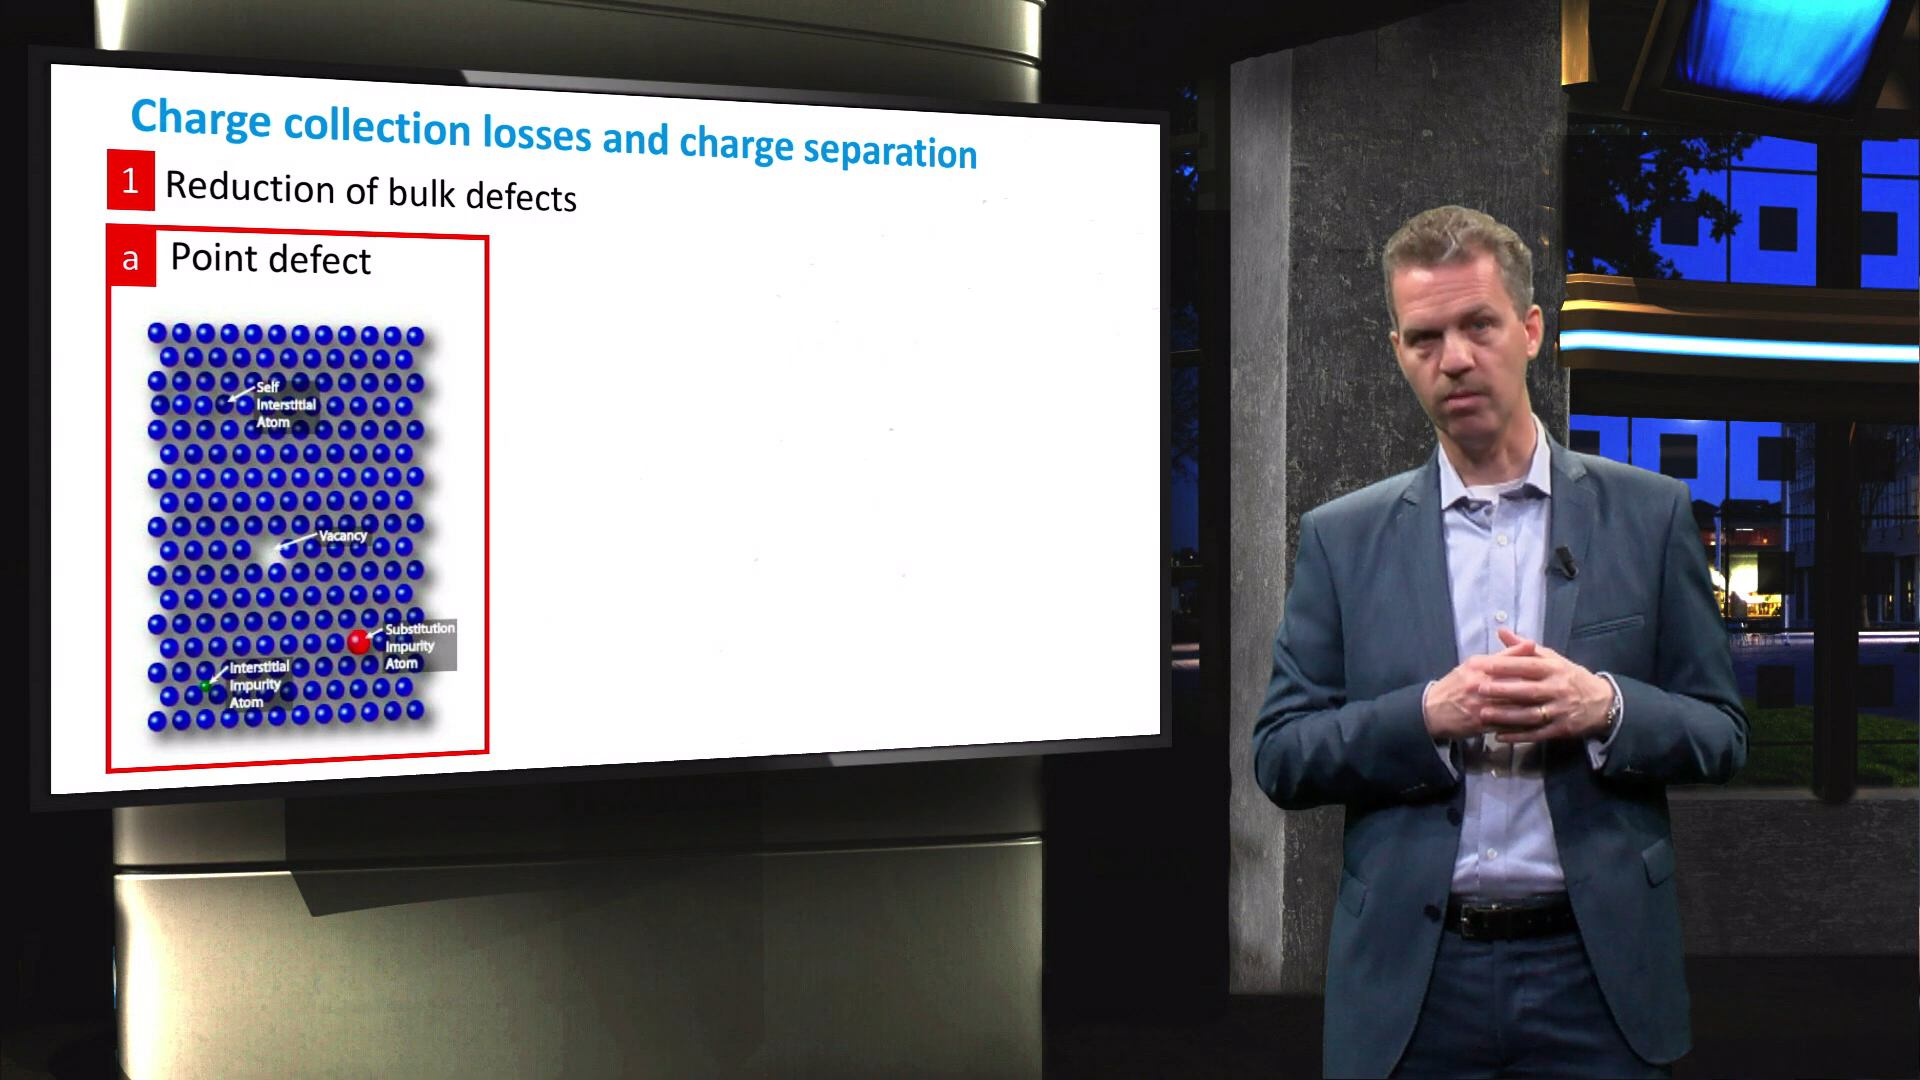 Charge collection losses and charge separation
1 Reduction of bulk defects
a Point defect
Self
Interstitial
Atom
Vacancy
Substitution
Impurity
Atom
Interstitial
Impurity
Atom